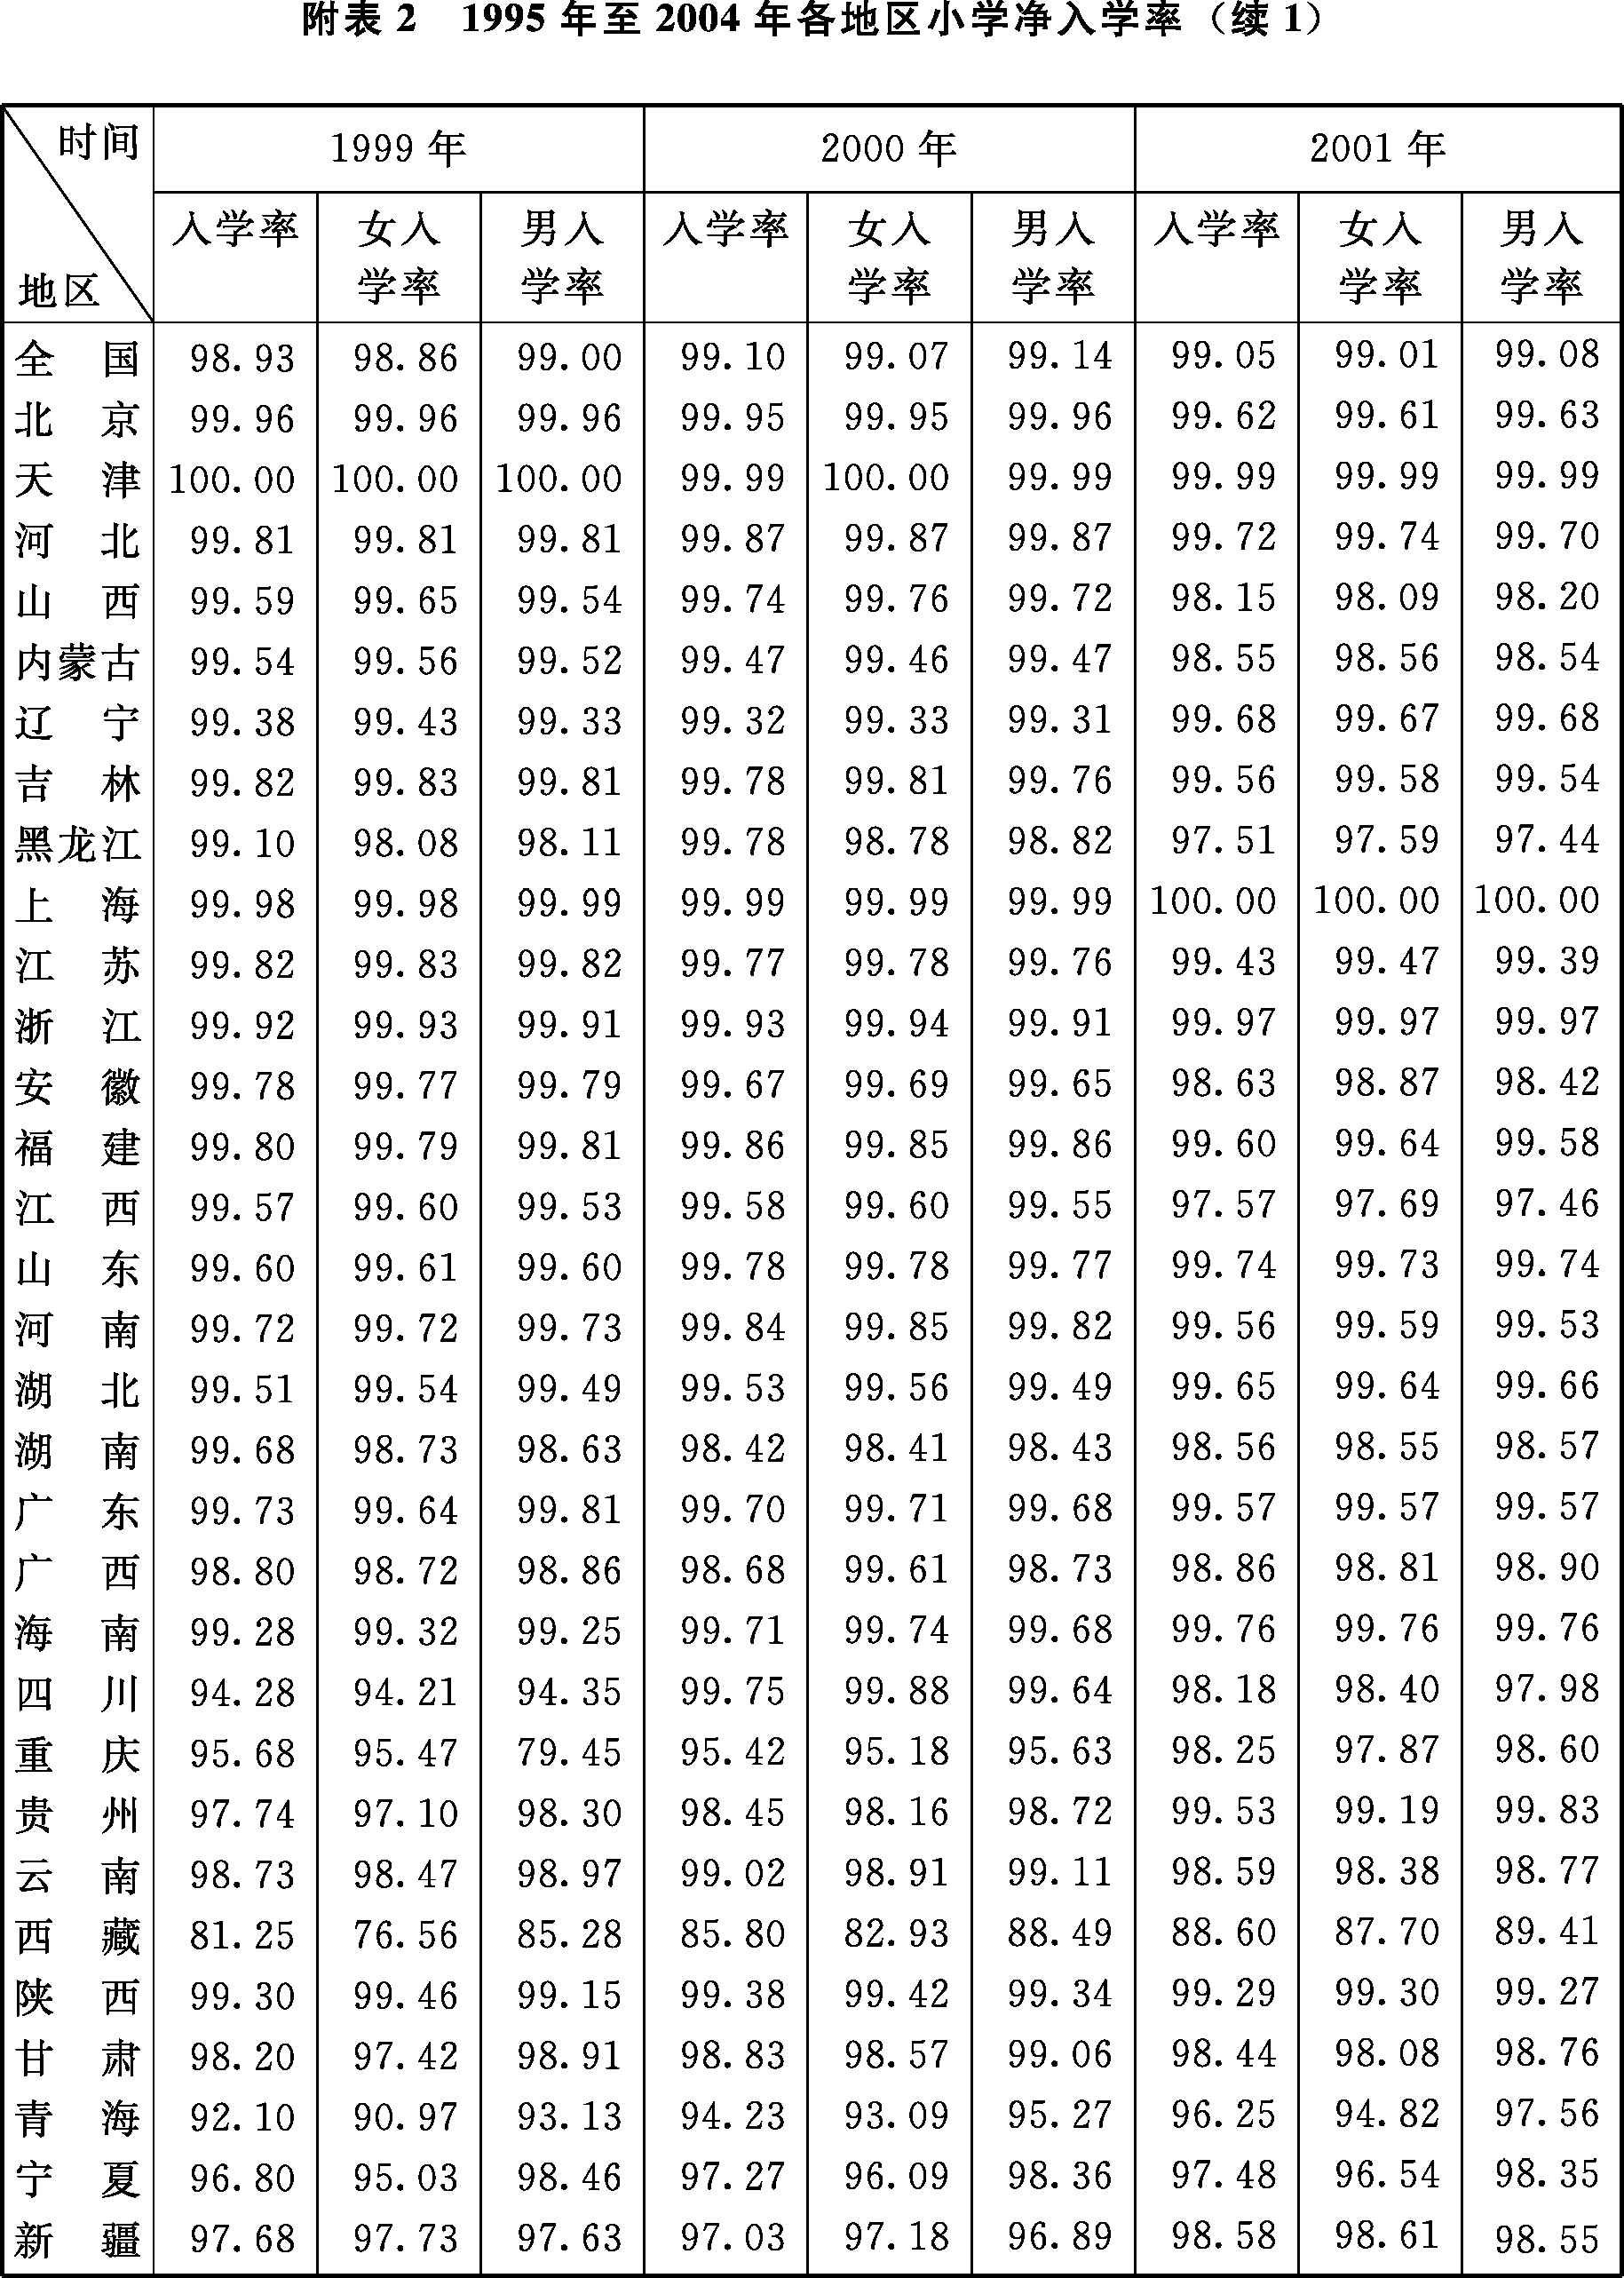 附表 2 1995 年至 2004 年各地区小学净入学率（续 1）
时间 1999 年 2000 年 2001 年
地区 入学率 女入学率 男入学率 入学率 女入学率 男入学率 入学率 女入学率 男入学率
全国 98.93 98.86 99.00 99.10 99.07 99.14 99.05 99.01 99.08
北京 99.96 99.96 99.96 99.95 99.95 99.96 99.62 99.61 99.63
天津 100.00 100.00 100.00 99.99 100.00 99.99 99.99 99.99 99.99
河北 99.81 99.81 99.81 99.87 99.87 99.87 99.72 99.74 99.70
山西 99.59 99.65 99.54 99.74 99.76 99.72 98.15 98.09 98.20
内蒙古 99.54 99.56 99.52 99.47 99.46 99.47 98.55 98.56 98.54
辽宁 99.38 99.43 99.33 99.32 99.33 99.31 99.68 99.67 99.68
吉林 99.82 99.83 99.81 99.78 99.81 99.76 99.56 99.58 99.54
黑龙江 99.10 98.08 98.11 99.78 98.78 98.82 97.51 97.59 97.44
上海 99.98 99.98 99.99 99.99 99.99 99.99 100.00 100.00 100.00
江苏 99.82 99.83 99.82 99.77 99.78 99.76 99.43 99.47 99.39
浙江 99.92 99.93 99.91 99.93 99.94 99.91 99.97 99.97 99.97
安徽 99.78 99.77 99.79 99.67 99.69 99.65 98.63 98.87 98.42
福建 99.80 99.79 99.81 99.86 99.85 99.86 99.60 99.64 99.58
江西 99.57 99.60 99.53 99.58 99.60 99.55 97.57 97.69 97.46
山东 99.60 99.61 99.60 99.78 99.78 99.77 99.74 99.73 99.74
河南 99.72 99.72 99.73 99.84 99.85 99.82 99.56 99.59 99.53
湖北 99.51 99.54 99.49 99.53 99.56 99.49 99.65 99.64 99.66
湖南 99.68 98.73 98.63 98.42 98.41 98.43 98.56 98.55 98.57
广东 99.73 99.64 99.81 99.70 99.71 99.68 99.57 99.57 99.57
广西 98.80 98.72 98.86 98.68 99.61 98.73 98.86 98.81 98.90
海南 99.28 99.32 99.25 99.71 99.74 99.68 99.76 99.76 99.76
四川 94.28 94.21 94.35 99.75 99.88 99.64 98.18 98.40 97.98
重庆 95.68 95.47 79.45 95.42 95.18 95.63 98.25 97.87 98.60
贵州 97.74 97.10 98.30 98.45 98.16 98.72 99.53 99.19 99.83
云南 98.73 98.47 98.97 99.02 98.91 99.11 98.59 98.38 98.77
西藏 81.25 76.56 85.28 85.80 82.93 88.49 88.60 87.70 89.41
陕西 99.30 99.46 99.15 99.38 99.42 99.34 99.29 99.30 99.27
甘肃 98.20 97.42 98.91 98.83 98.57 99.06 98.44 98.08 98.76
青海 92.10 90.97 93.13 94.23 93.09 95.27 96.25 94.82 97.56
宁夏 96.80 95.03 98.46 97.27 96.09 98.36 97.48 96.54 98.35
新疆 97.68 97.73 97.63 97.03 97.18 96.89 98.58 98.61 98.55